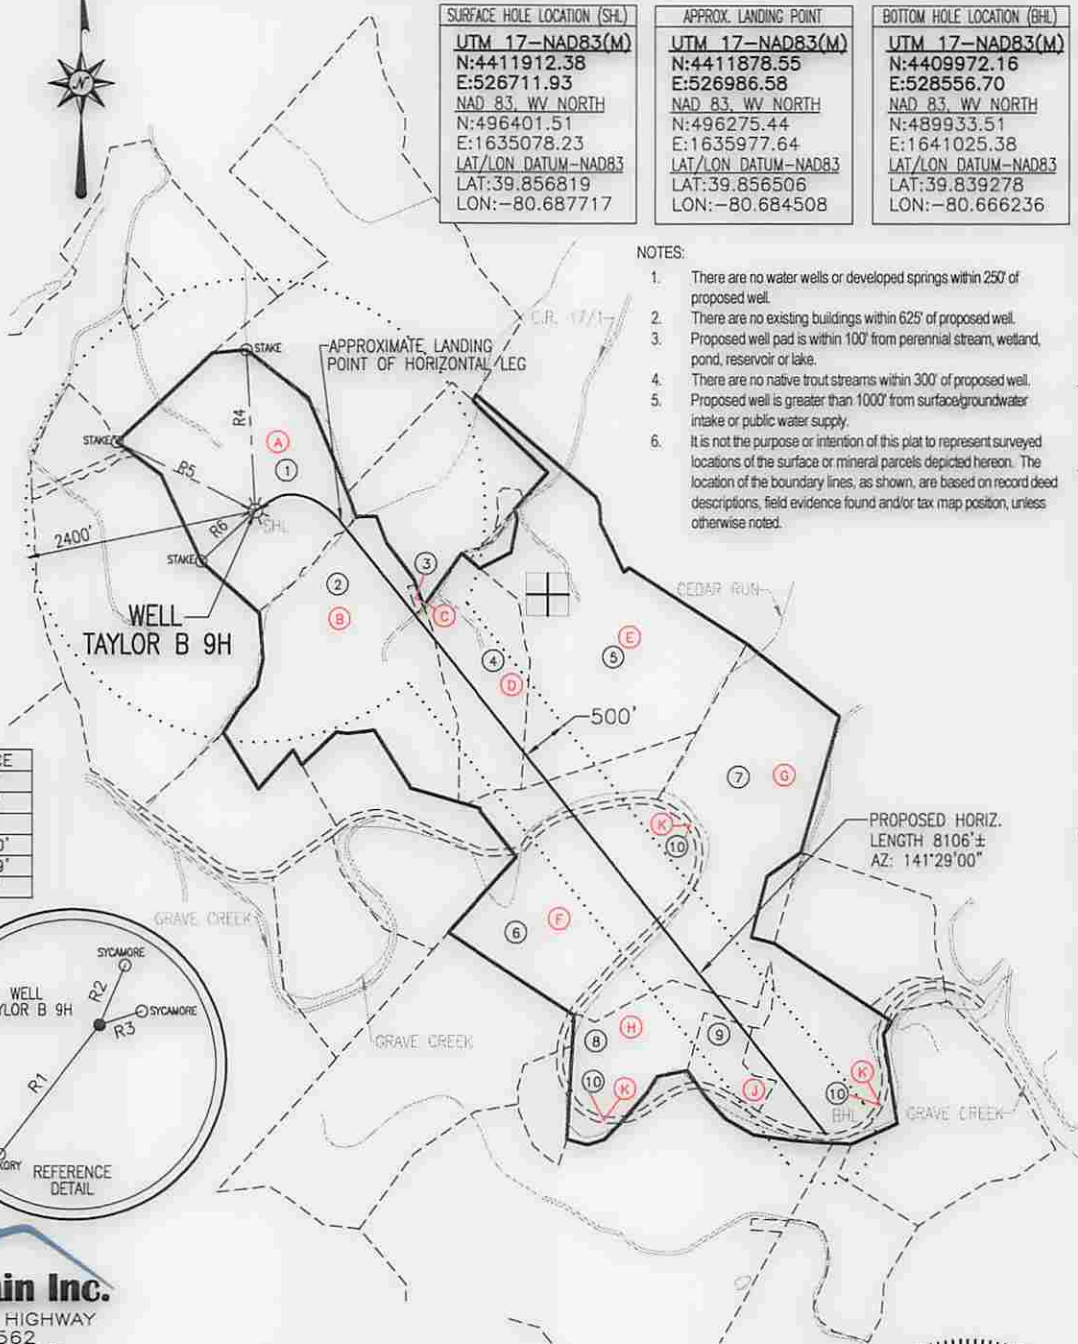 SURFACE HOLE LOCATION (SHL)
UTM 17-NAD83(M)
N:4411912.38
E:526711.93
NAD 83, WV NORTH
N:496401.51
E:1635078.23
LAT/LON DATUM-NAD83
LAT:39.856819
LON:-80.687717
APPROX. LANDING POINT
UTM 17-NAD83(M)
N:4411878.55
E:526986.58
NAD 83, WV NORTH
N:496275.44
E:1635977.64
LAT/LON DATUM-NAD83
LAT:39.856506
LON:-80.684508
BOTTOM HOLE LOCATION (BHL)
UTM 17-NAD83(M)
N:4409972.16
E:528556.70
NAD 83, WV NORTH
N:489933.51
E:1641025.38
LAT/LON DATUM-NAD83
LAT:39.839278
LON:-80.666236
N
NOTES:
1. There are no water wells or developed springs within 250' of
proposed well.
2. There are no existing buildings within 625' of proposed well.
3. Proposed well pad is within 100' from perennial stream, wetland,
pond, reservoir or lake.
4. There are no native trout streams within 300' of proposed well.
5. Proposed well is greater than 1000' from surface/groundwater
intake or public water supply.
6. It is not the purpose or intention of this plat to represent surveyed
locations of the surface or mineral parcels depicted hereon. The
location of the boundary lines, as shown, are based on record deed
descriptions, field evidence found and/or tax map position, unless
otherwise noted.
C.R. 17/1
STAKE
APPROXIMATE LANDING
POINT OF HORIZONTAL LEG
R4
STAKE
A
1
R5
SHL
R6
2400'
STAKE
3
2
CEDAR RUN
WELL
TAYLOR B 9H
B
C
E
5
4
D
500'
CE
0'
9'
7
G
PROPOSED HORIZ.
LENGTH 8106'±
AZ: 141°29'00"
K
10
GRAVE CREEK
6
F
SYCAMORE
WELL
YLOR B 9H
R2
SYCAMORE
R3
R1
GRAVE CREEK
8
H
9
10
K
J
10
K
BHL
GRAVE CREEK
KORY
REFERENCE
DETAIL
in Inc.
HIGHWAY
562